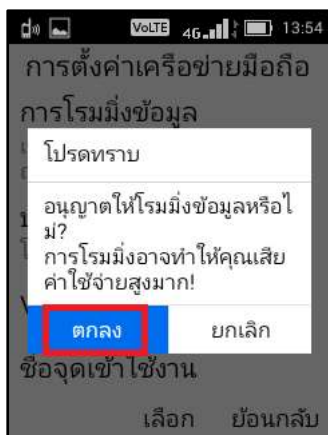 VoLTE 4G 13:54
การตั้งค่าเครือข่ายมือถือ
การโรมมิ่งข้อมูล
โปรดทราบ
อนุญาตให้โรมมิ่งข้อมูลหรือไ
ม่?
การโรมมิ่งอาจทำให้คุณเสีย
ค่าใช้จ่ายสูงมาก!
ตกลง ยกเลิก
ชื่อจุดเข้าใช้งาน
เลือก ย้อนกลับ